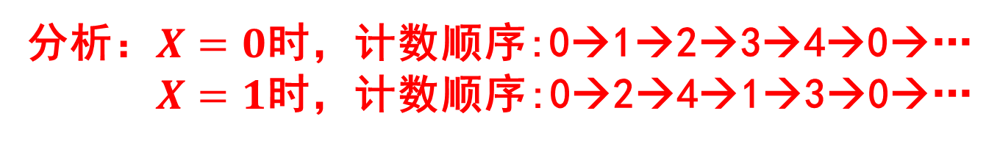 分析：X = 0时，计数顺序:0→1→2→3→4→0→⋯
X = 1时，计数顺序:0→2→4→1→3→0→⋯